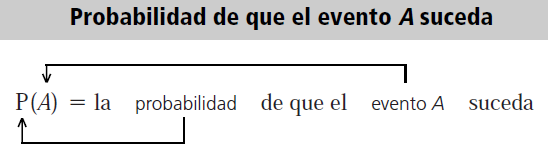 Probabilidad de que el evento A suceda
P(A) = la probabilidad de que el evento A suceda